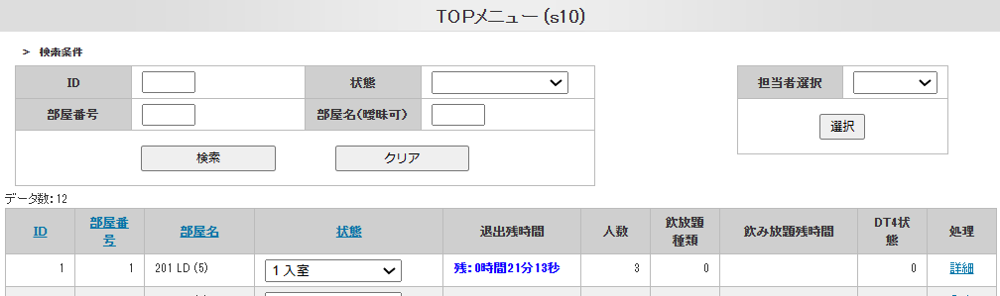 TOPメニュー(s10)
> 検索条件
ID 状態 担当者選択
部屋番号 部屋名(曖昧可)
選択
検索 クリア
データ数: 12
ID 部屋番号 部屋名 状態 退出残時間 人数 飲放題種類 飲み放題残時間 DT4状態 処理
1 1 201 LD (5) 1 入室 残:0時間21分13秒 3 0 0 詳細